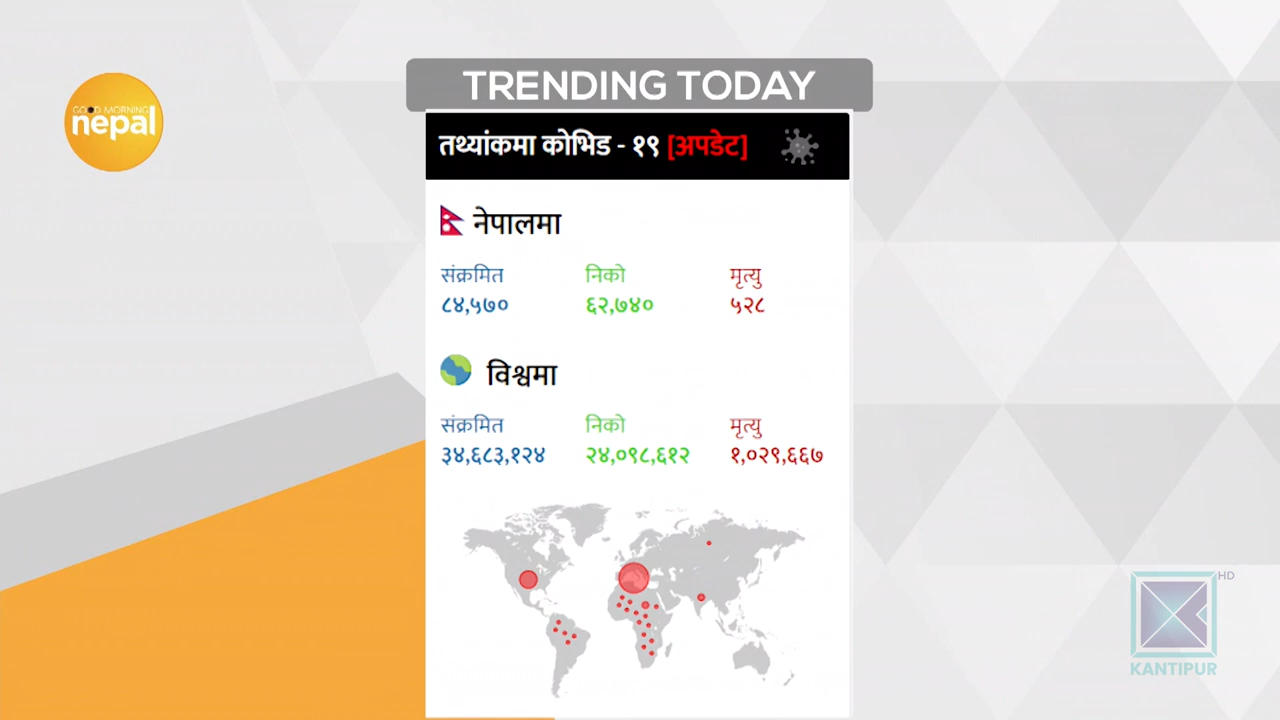 TRENDING TODAY
GOOD MORNING
nepal
तथ्यांकमा कोभिड - १९ [अपडेट]
नेपालमा
संक्रमित निको मृत्यु
८४,५७० ६२,७४० ५२८
विश्वमा
संक्रमित निको मृत्यु
३४,६८३,१२४ २४,०९८,६१२ १,०२९,६६७
HD
KANTIPUR